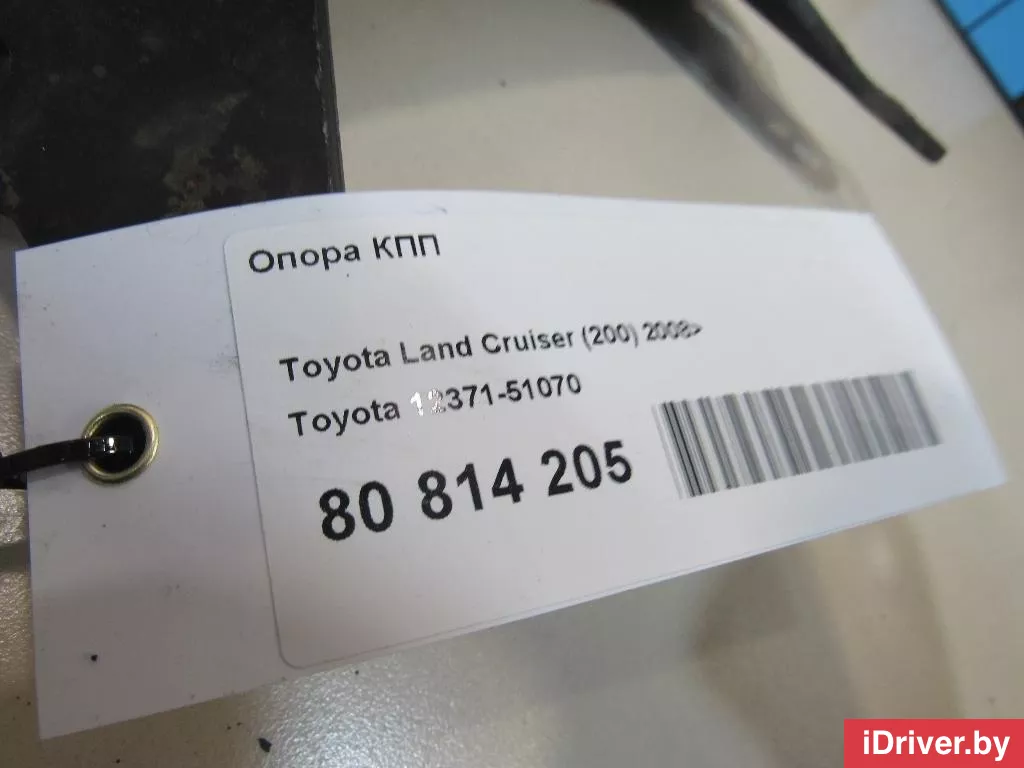 Опора КПП
Toyota Land Cruiser (200) 2008>
Toyota 12371-51070
80 814 205
iDriver.by